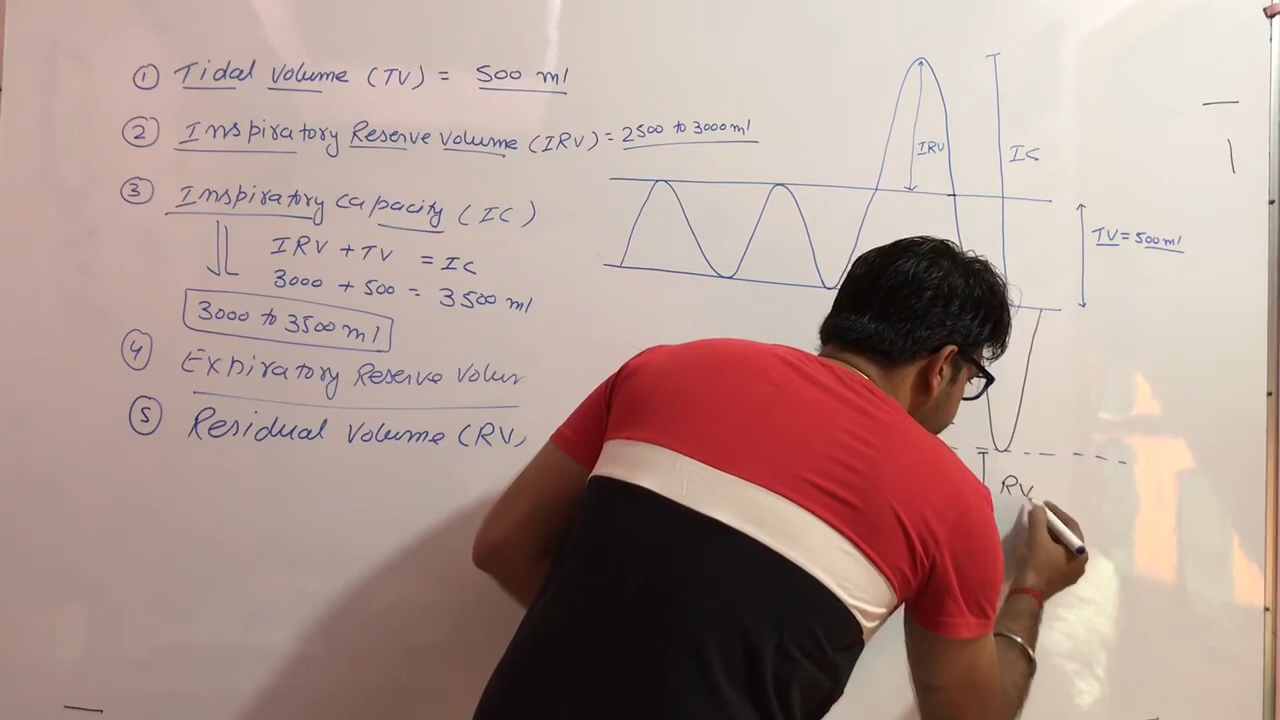 ① Tidal Volume (TV) = 500 ml
② Inspiratory Reserve Volume (IRV) = 2500 to 3000 ml
③ Inspiratory capacity (IC)
IRV + TV = IC
3000 + 500 = 3500 ml
3000 to 3500 ml
④ Expiratory Reserve Volum
⑤ Residual Volume (RV)
IRV
IC
TV = 500 ml
RV